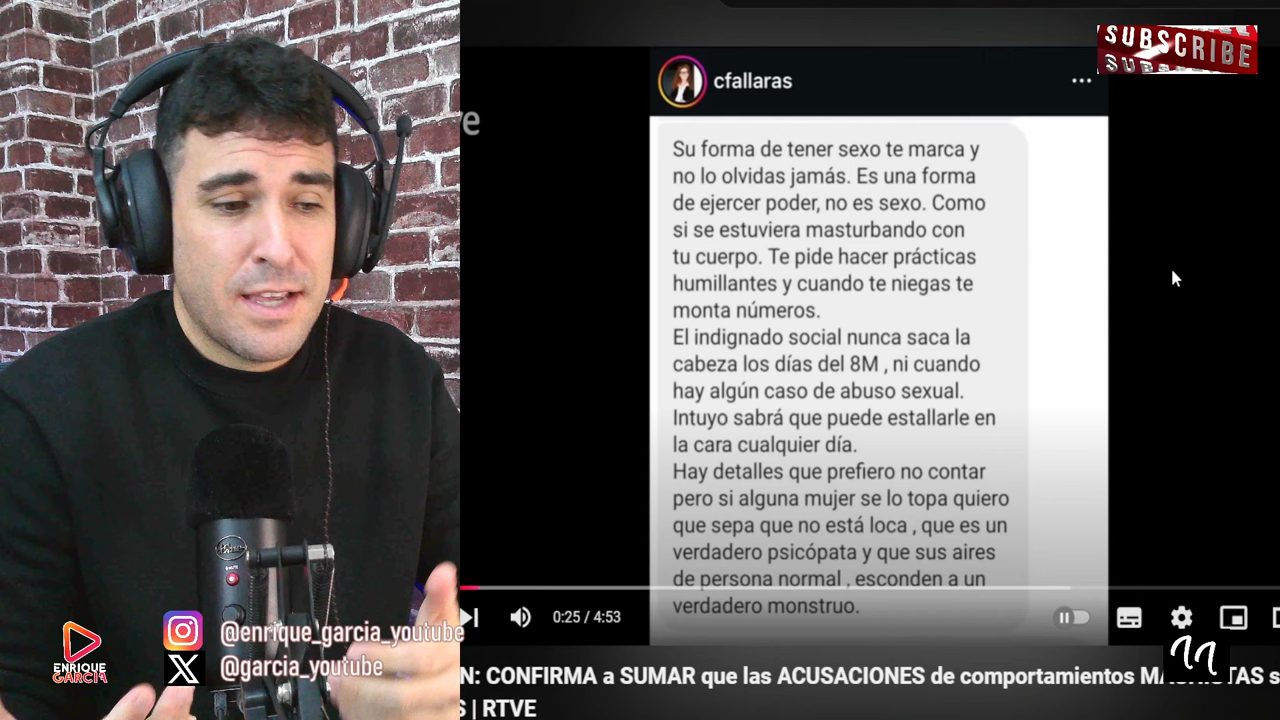 SUBSCRIBE
cfallaras
Su forma de tener sexo te marca y
no lo olvidas jamás. Es una forma
de ejercer poder, no es sexo. Como
si se estuviera masturbando con
tu cuerpo. Te pide hacer prácticas
humillantes y cuando te niegas te
monta números.
El indignado social nunca saca la
cabeza los días del 8M , ni cuando
hay algún caso de abuso sexual.
Intuyo sabrá que puede estallarle en
la cara cualquier día.
Hay detalles que prefiero no contar
pero si alguna mujer se lo topa quiero
que sepa que no está loca , que es un
verdadero psicópata y que sus aires
de persona normal , esconden a un
verdadero monstruo.
0:25 / 4:53
N: CONFIRMA a SUMAR que las ACUSACIONES de comportamientos
S | RTVE
@enrique_garcia_youtube
@garcia_youtube
ENRIQUE
GARCIA